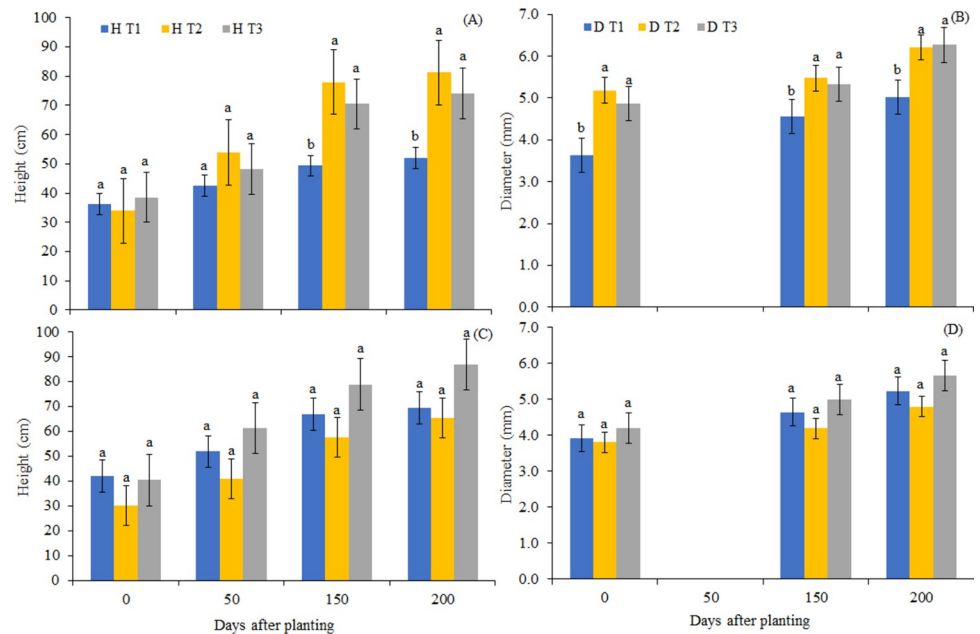 (A)
H T1 H T2 H T3
Height (cm)
100
90
80
70
60
50
40
30
20
10
0
a a a
a a a
b a a
b a a
(B)
D T1 D T2 D T3
Diameter (mm)
7.0
6.0
5.0
4.0
3.0
2.0
1.0
0.0
b a a
b a a
b a a
(C)
Height (cm)
100
90
80
70
60
50
40
30
20
10
0
a a a
a a a
a a a
a a a
0 50 150 200
Days after planting
(D)
Diameter (mm)
7.0
6.0
5.0
4.0
3.0
2.0
1.0
0.0
a a a
a a a
a a a
0 50 150 200
Days after planting